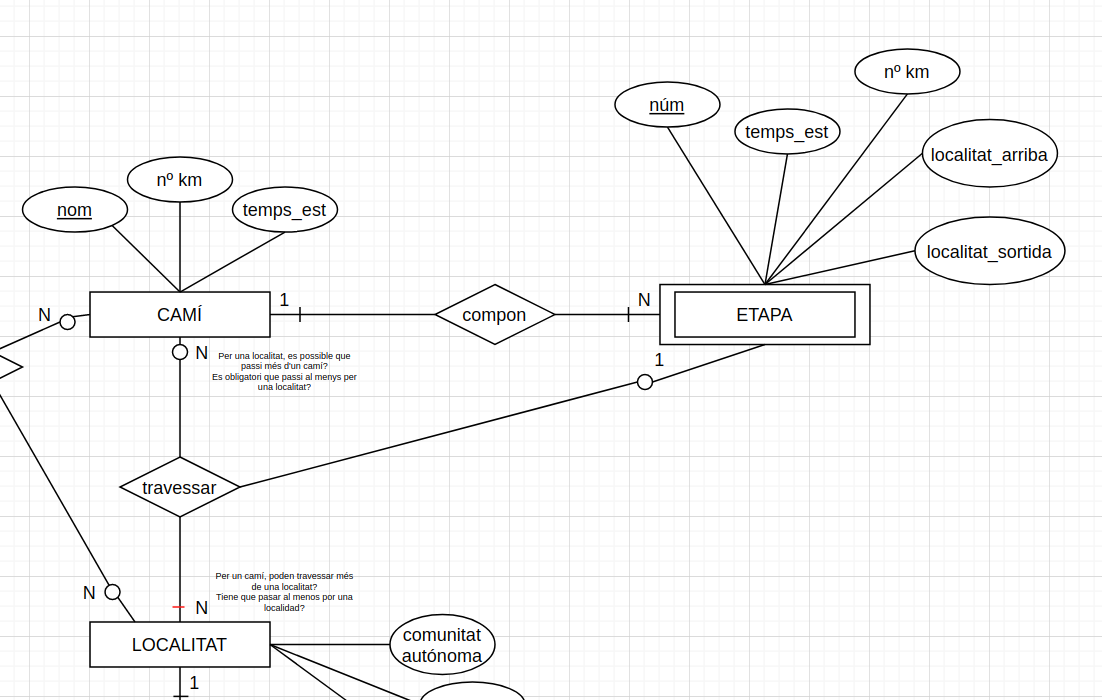 nº km
núm
temps_est
localitat_arriba
nº km
nom
temps_est
localitat_sortida
N
CAMÍ
1
compon
N
ETAPA
N
Per una localitat, es possible que
passi més d'un camí?
Es obligatori que passi al menys per
una localitat?
1
travessar
Per un camí, poden travessar més
de una localitat?
Tiene que pasar al menos por una
localidad?
N
N
LOCALITAT
comunitat
autónoma
1